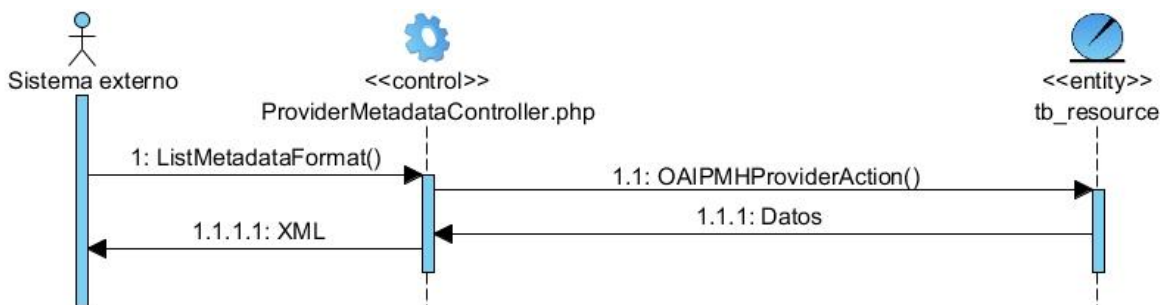 Sistema externo
<<control>>
ProviderMetadataController.php
<<entity>>
tb_resource
1: ListMetadataFormat()
1.1: OAIPMHProviderAction()
1.1.1: Datos
1.1.1.1: XML